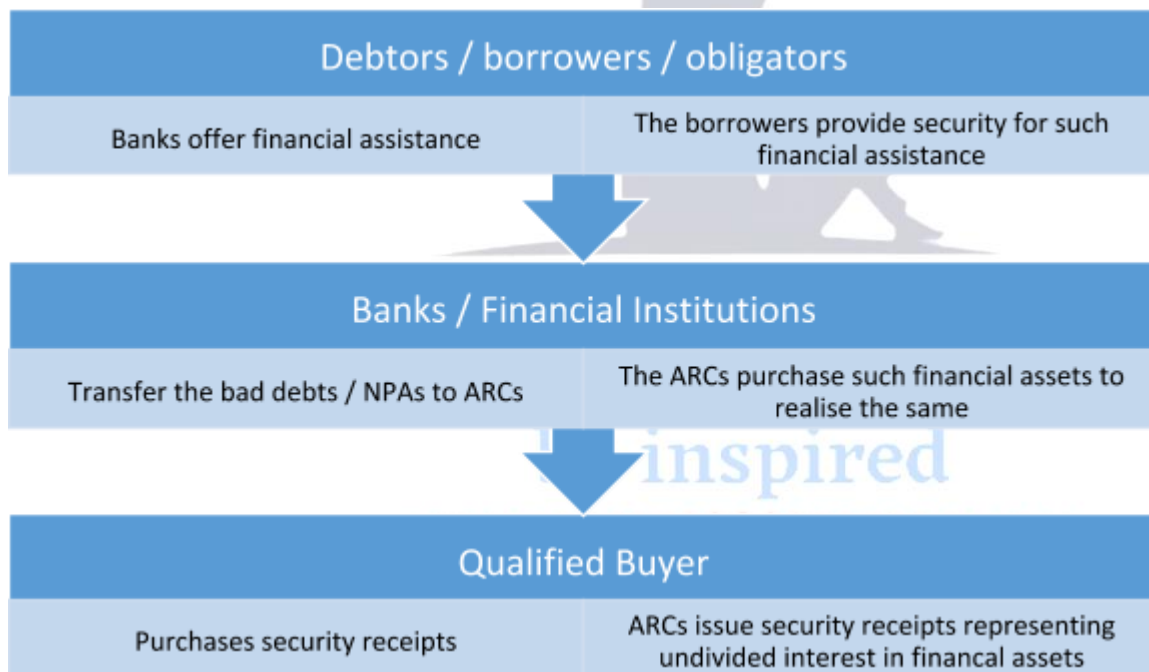 Debtors / borrowers / obligators
Banks offer financial assistance
The borrowers provide security for such
financial assistance
Banks / Financial Institutions
Transfer the bad debts / NPAs to ARCs
The ARCs purchase such financial assets to
realise the same
inspired
Qualified Buyer
Purchases security receipts
ARCs issue security receipts representing
undivided interest in financal assets